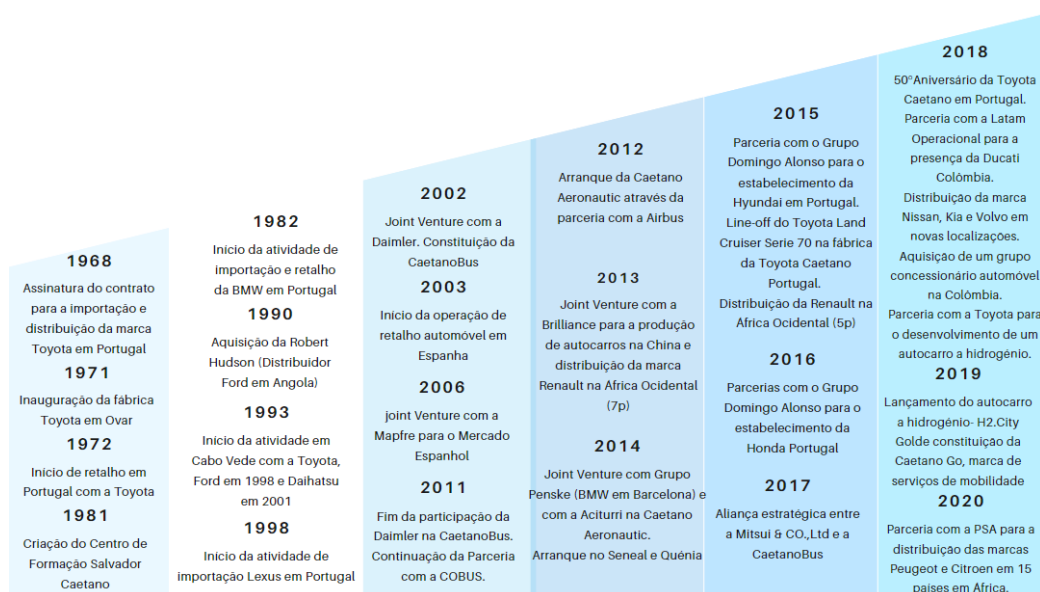 1968
Assinatura do contrato
para a importação e
distribuição da marca
Toyota em Portugal
1971
Inauguração da fábrica
Toyota em Ovar
1972
Início de retalho em
Portugal com a Toyota
1981
Criação do Centro de
Formação Salvador
Caetano
1982
Início da atividade de
importação e retalho
da BMW em Portugal
1990
Aquisição da Robert
Hudson (Distribuidor
Ford em Angola)
1993
Início da atividade em
Cabo Vede com a Toyota,
Ford em 1998 e Daihatsu
em 2001
1998
Início da atividade de
importação Lexus em Portugal
2002
Joint Venture com a
Daimler. Constituição da
CaetanoBus
2003
Início da operação de
retalho automóvel em
Espanha
2006
joint Venture com a
Mapfre para o Mercado
Espanhol
2011
Fim da participação da
Daimler na CaetanoBus.
Continuação da Parceria
com a COBUS.
2012
Arranque da Caetano
Aeronautic através da
parceria com a Airbus
2013
Joint Venture com a
Brilliance para a produção
de autocarros na China e
distribuição da marca
Renault na Africa Ocidental
(7p)
2014
Joint Venture com Grupo
Penske (BMW em Barcelona) e
com a Aciturri na Caetano
Aeronautic.
Arranque no Seneal e Quénia
2015
Parceria com o Grupo
Domingo Alonso para o
estabelecimento da
Hyundai em Portugal.
Line-off do Toyota Land
Cruiser Serie 70 na fábrica
da Toyota Caetano
Portugal.
Distribuição da Renault na
África Ocidental (5p)
2016
Parcerias com o Grupo
Domingo Alonso para o
estabelecimento da
Honda Portugal
2017
Aliança estratégica entre
a Mitsui & CO.,Ltd e a
CaetanoBus
2018
50ºAniversário da Toyota
Caetano em Portugal.
Parceria com a Latam
Operacional para a
presença da Ducati
Colômbia.
Distribuição da marca
Nissan, Kia e Volvo em
novas localizações.
Aquisição de um grupo
concessionário automóvel
na Colômbia.
Parceria com a Toyota para
o desenvolvimento de um
autocarro a hidrogénio.
2019
Lançamento do autocarro
a hidrogénio- H2.City
Golde constituição da
Caetano Go, marca de
serviços de mobilidade
2020
Parceria com a PSA para a
distribuição das marcas
Peugeot e Citroen em 15
países em África.